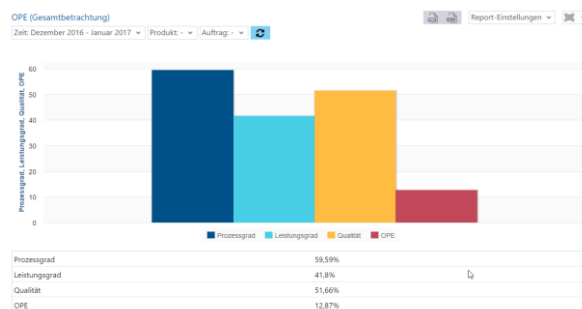 OPE (Gesamtbetrachtung)
Report-Einstellungen
Zeit: Dezember 2016 - Januar 2017 Produkt: - Auftrag: -
Prozessgrad, Leistungsgrad, Qualität, OPE
60
50
40
30
20
10
0
Prozessgrad Leistungsgrad Qualität OPE
Prozessgrad 59,59%
Leistungsgrad 41,8%
Qualität 51,66%
OPE 12,87%